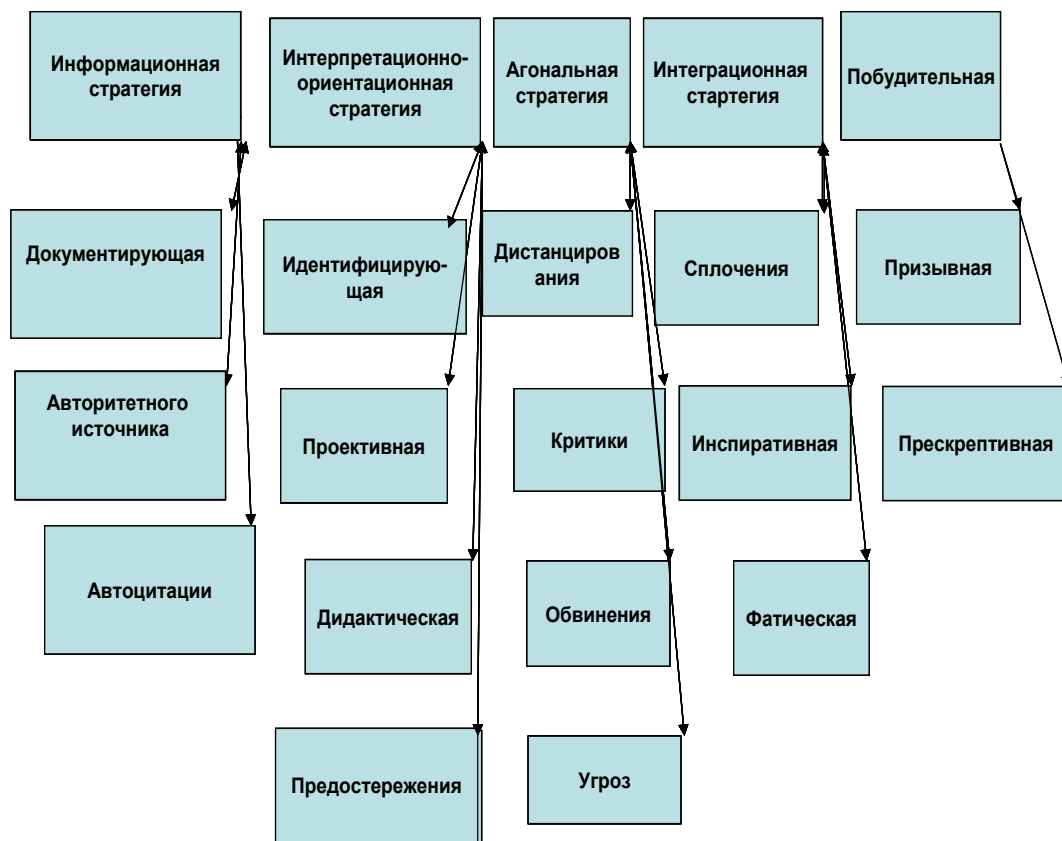 Информационная
стратегия
Интерпретационно-
ориентационная
стратегия
Агональная
стратегия
Интеграционная
стартегия
Побудительная
Документирующая
Идентифицирую-
щая
Дистанциров
ания
Сплочения
Призывная
Авторитетного
источника
Проективная
Критики
Инспиративная
Прескрептивная
Автоцитации
Дидактическая
Обвинения
Фатическая
Предостережения
Угроз